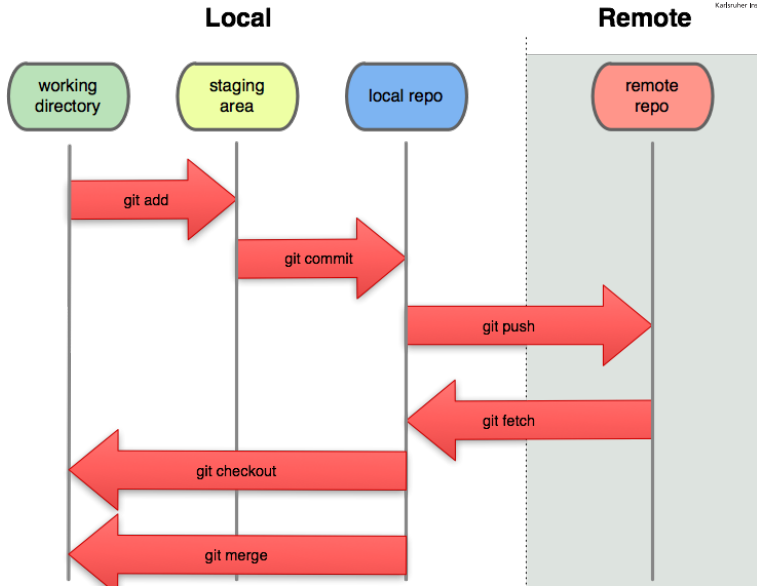 Local
Remote
Karlsruher Ins
working
directory
staging
area
local repo
remote
repo
git add
git commit
git push
git fetch
git checkout
git merge